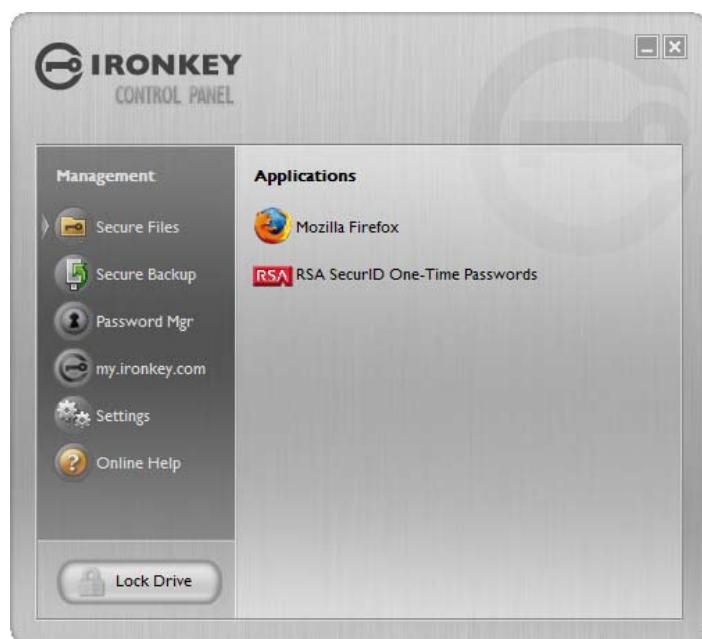 IRONKEY
CONTROL PANEL
Management
Secure Files
Secure Backup
Password Mgr
my.ironkey.com
Settings
Online Help
Lock Drive
Applications
Mozilla Firefox
RSA RSA SecurID One-Time Passwords